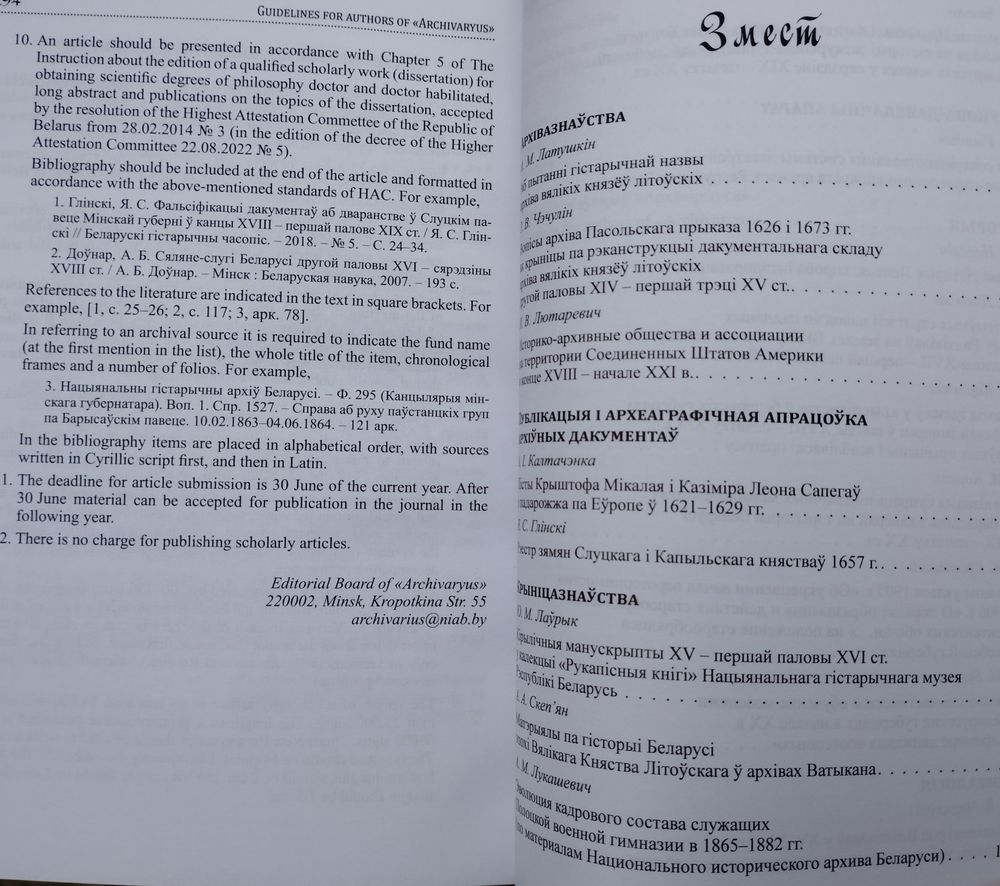 GUIDELINES FOR AUTHORS OF «ARCHIVARYUS»
10. An article should be presented in accordance with Chapter 5 of The
Instruction about the edition of a qualified scholarly work (dissertation) for
obtaining scientific degrees of philosophy doctor and doctor habilitated,
long abstract and publications on the topics of the dissertation, accepted
by the resolution of the Highest Attestation Commettee of the Republic of
Belarus from 28.02.2014 № 3 (in the edition of the decree of the Higher
Attestation Committee 22.08.2022 № 5).
Bibliography should be included at the end of the article and formatted in
accordance with the above-mentioned standards of HAC. For example,
1. Глінскі, Я. С. Фальсіфікацыі дакументаў аб дваранстве ў Слуцкім па-
веце Мінскай губерні ў канцы XVIII – першай палове XIX ст. / Я. С. Глін-
скі // Беларускі гістарычны часопіс. – 2018. – № 5. – С. 24–34.
2. Доўнар, А. Б. Сяляне-слугі Беларусі другой паловы XVI – сярэдзіны
XVIII ст. / А. Б. Доўнар. – Мінск : Беларуская навука, 2007. – 193 с.
References to the literature are indicated in the text in square brackets. For
example, [1, с. 25–26; 2, с. 117; 3, арк. 78].
In referring to an archival source it is required to indicate the fund name
(at the first mention in the list), the whole title of the item, chronological
frames and a number of folios. For example,
3. Нацыянальны гістарычны архіў Беларусі. – Ф. 295 (Канцылярыя мін-
скага губернатара). Воп. 1. Спр. 1527. – Справа аб руху паўстанцкіх груп
па Барысаўскім павеце. 10.02.1863–04.06.1864. – 121 арк.
In the bibliography items are placed in alphabetical order, with sources
written in Cyrillic script first, and then in Latin.
1. The deadline for article submission is 30 June of the current year. After
30 June material can be accepted for publication in the journal in the
following year.
2. There is no charge for publishing scholarly articles.
Editorial Board of «Archivaryus»
220002, Minsk, Kropotkina Str. 55
archivarius@niab.by
Змест
АРХІВАЗНАЎСТВА
М. Латушкін
Аб пытанні гістарычнай назвы
архіва вялікіх князёў літоўскіх
В. Чэчулін
Вопісы архіва Пасольскага прыказа 1626 і 1673 гг.
як крыніцы па рэканструкцыі дакументальнага складу
архіва вялікіх князёў літоўскіх
другой паловы XIV – першай трэці XV ст.
В. Лютаревич
Историко-архивные общества и ассоциации
на территории Соединенных Штатов Америки
в конце XVIII – начале XXI в.
ПУБЛІКАЦЫЯ І АРХЕАГРАФІЧНАЯ АПРАЦОЎКА
АРХІЎНЫХ ДАКУМЕНТАЎ
І. Калтачэнка
Лісты Крыштофа Мікалая і Казіміра Леона Сапегаў
з падарожжа па Еўропе ў 1621–1629 гг.
С. Глінскі
Рэестр зямян Слуцкага і Капыльскага княстваў 1657 г.
КРЫНІЦАЗНАЎСТВА
Ю. М. Лаўрык
Кірылічныя манускрыпты XV – першай паловы XVI ст.
у калекцыі «Рукапісныя кнігі» Нацыянальнага гістарычнага музея
Рэспублікі Беларусь
А. А. Скеп'ян
Матэрыялы па гісторыі Беларусі
эпохі Вялікага Княства Літоўскага ў архівах Ватыкана
А. М. Лукашевич
Эволюция кадрового состава служащих
Полоцкой военной гимназии в 1865–1882 гг.
(по материалам Национального исторического архива Беларуси)